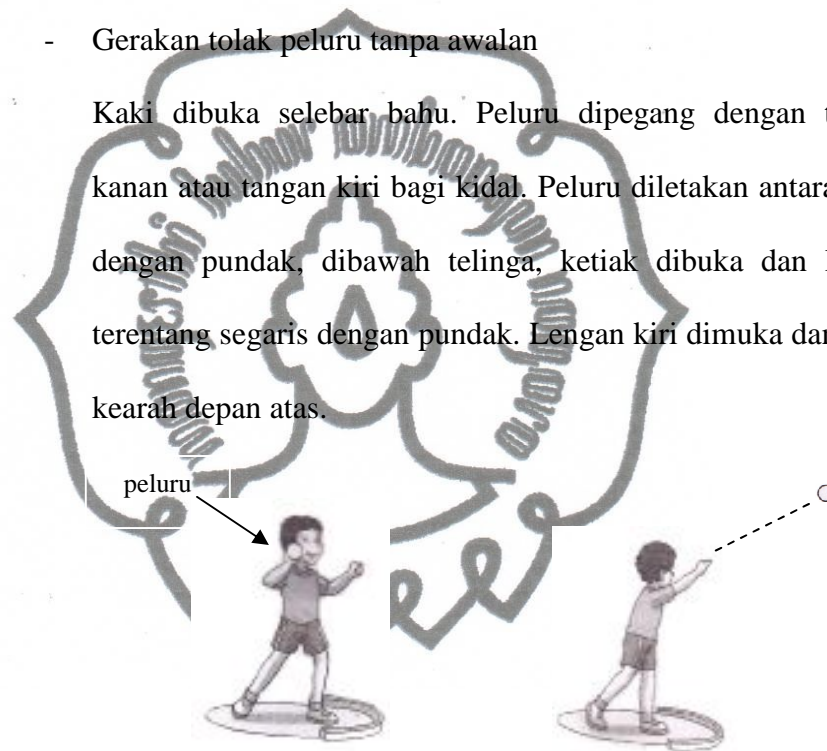 - Gerakan tolak peluru tanpa awalan
Kaki dibuka selebar bahu. Peluru dipegang dengan
kanan atau tangan kiri bagi kidal. Peluru diletakan antara
dengan pundak, dibawah telinga, ketiak dibuka dan
terentang segaris dengan pundak. Lengan kiri dimuka dan
kearah depan atas.
peluru